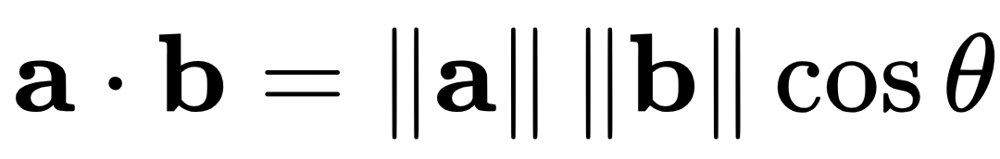 𝐚 · 𝐛 = ‖𝐚‖ ‖𝐛‖ cos θ